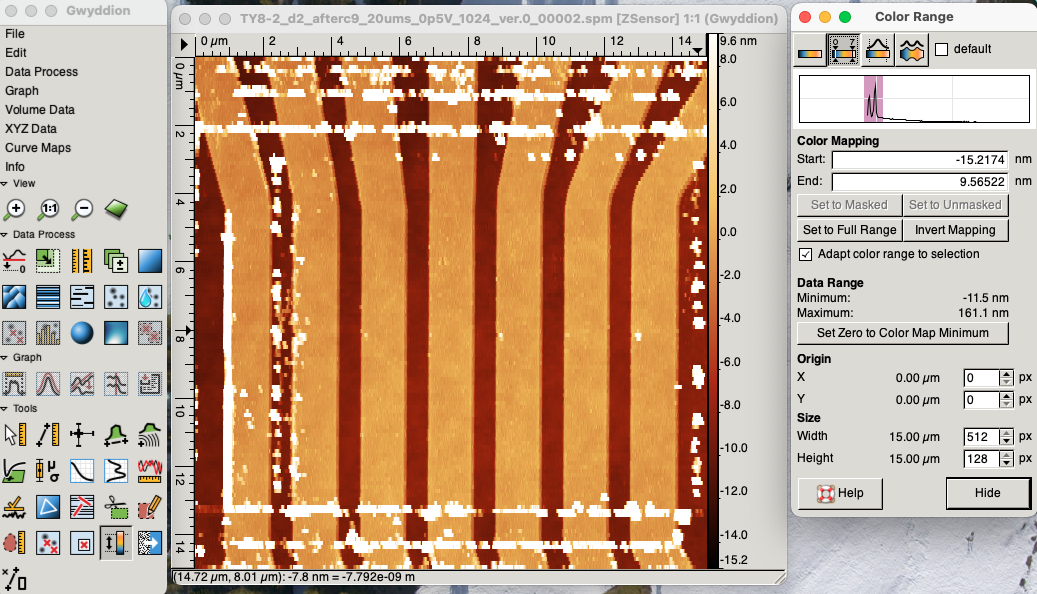 Gwyddion
File
Edit
Data Process
Graph
Volume Data
XYZ Data
Curve Maps
Info
View
1:1
Data Process
0
Graph
Tools
μ
σ
TY8-2_d2_afterc9_20ums_0p5V_1024_ver.0_00002.spm [ZSensor] 1:1 (Gwyddion)
0 μm 2 4 6 8 10 12 14
0 μm
2
4
6
8
10
12
14
9.6 nm
8.0
6.0
4.0
2.0
0.0
-2.0
-4.0
-6.0
-8.0
-10.0
-12.0
-14.0
-15.2
(14.72 μm, 8.01 μm): -7.8 nm = -7.792e-09 m
Color Range
0 7
default
Color Mapping
Start: -15.2174 nm
End: 9.56522 nm
Set to Masked Set to Unmasked
Set to Full Range Invert Mapping
Adapt color range to selection
Data Range
Minimum: -11.5 nm
Maximum: 161.1 nm
Set Zero to Color Map Minimum
Origin
X 0.00 μm 0 px
Y 0.00 μm 0 px
Size
Width 15.00 μm 512 px
Height 15.00 μm 128 px
Help Hide